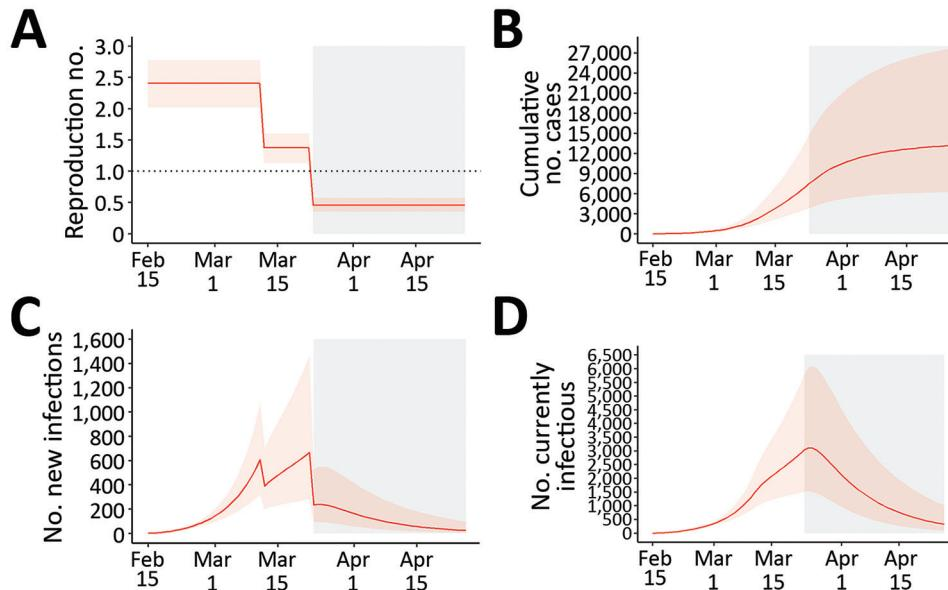 A
Reproduction no.
3.0
2.5
2.0
1.5
1.0
0.5
0
Feb
15
Mar
1
Mar
15
Apr
1
Apr
15
B
Cumulative
no. cases
27,000
24,000
21,000
18,000
15,000
12,000
9,000
6,000
3,000
0
Feb
15
Mar
1
Mar
15
Apr
1
Apr
15
C
No. new infections
1,600
1,400
1,200
1,000
800
600
400
200
0
Feb
15
Mar
1
Mar
15
Apr
1
Apr
15
D
No. currently
infectious
6,500
6,000
5,500
5,000
4,500
4,000
3,500
3,000
2,500
2,000
1,500
1,000
500
0
Feb
15
Mar
1
Mar
15
Apr
1
Apr
15